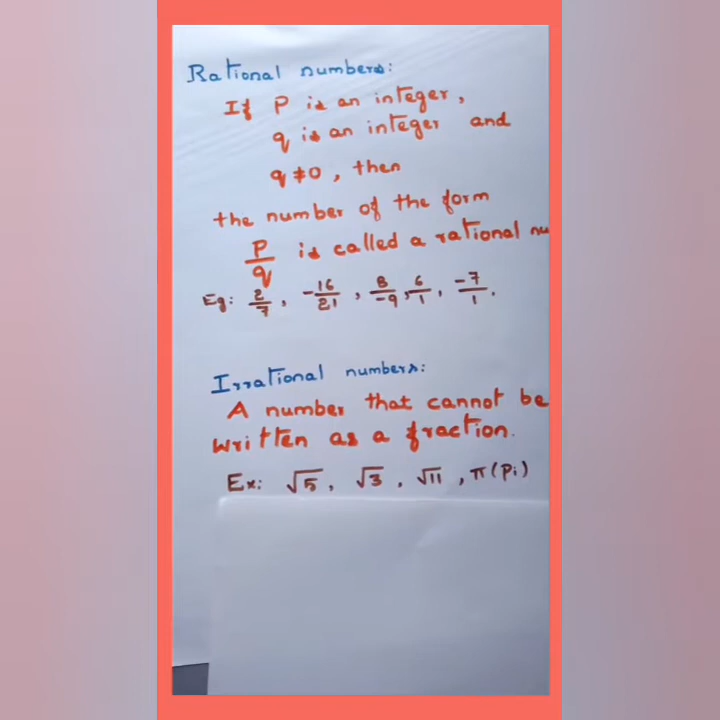 Rational numbers:
If P is an integer,
q is an integer and
q ≠ 0, then
the number of the form
P/q is called a rational nu
Eg: 2/7, -16/21, 8/-9, 6/1, -7/1.
Irrational numbers:
A number that cannot be
written as a fraction.
Ex: √5, √3, √11, π(Pi)